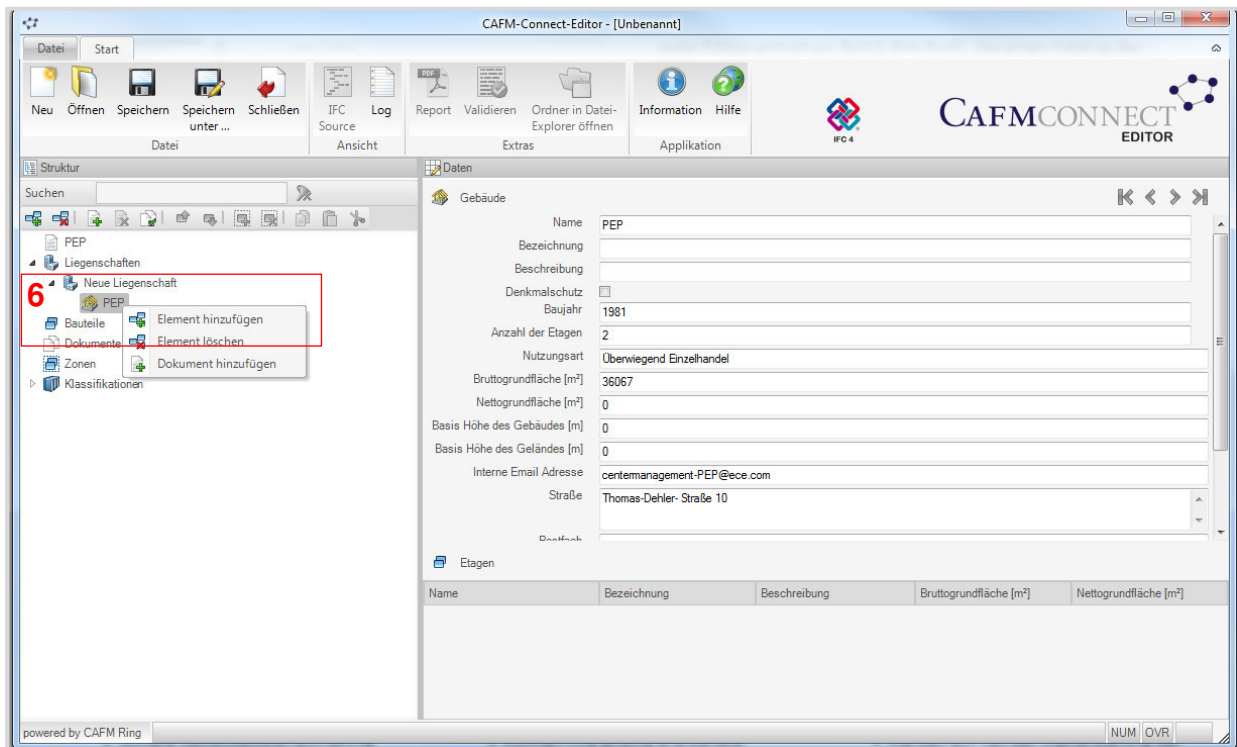 CAFM-Connect-Editor - [Unbenannt]
Datei Start
Neu Öffnen Speichern Speichern unter ... Schließen
Datei
IFC Source Log
Ansicht
PDF
Report Validieren Ordner in Datei-Explorer öffnen
Extras
Information Hilfe
Applikation
IFC 4
CAFMCONNECT
EDITOR
Struktur
Suchen
PEP
Liegenschaften
6
Neue Liegenschaft
PEP
Bauteile
Dokumente
Zonen
Klassifikationen
Element hinzufügen
Element löschen
Dokument hinzufügen
Daten
Gebäude
Name PEP
Bezeichnung
Beschreibung
Denkmalschutz
Baujahr 1981
Anzahl der Etagen 2
Nutzungsart Überwiegend Einzelhandel
Bruttogrundfläche [m²] 36067
Nettogrundfläche [m²] 0
Basis Höhe des Gebäudes [m] 0
Basis Höhe des Geländes [m] 0
Interne Email Adresse centermanagement-PEP@ece.com
Straße Thomas-Dehler- Straße 10
Postfach
Etagen
Name Bezeichnung Beschreibung Bruttogrundfläche [m²] Nettogrundfläche [m²]
powered by CAFM Ring
NUM OVR